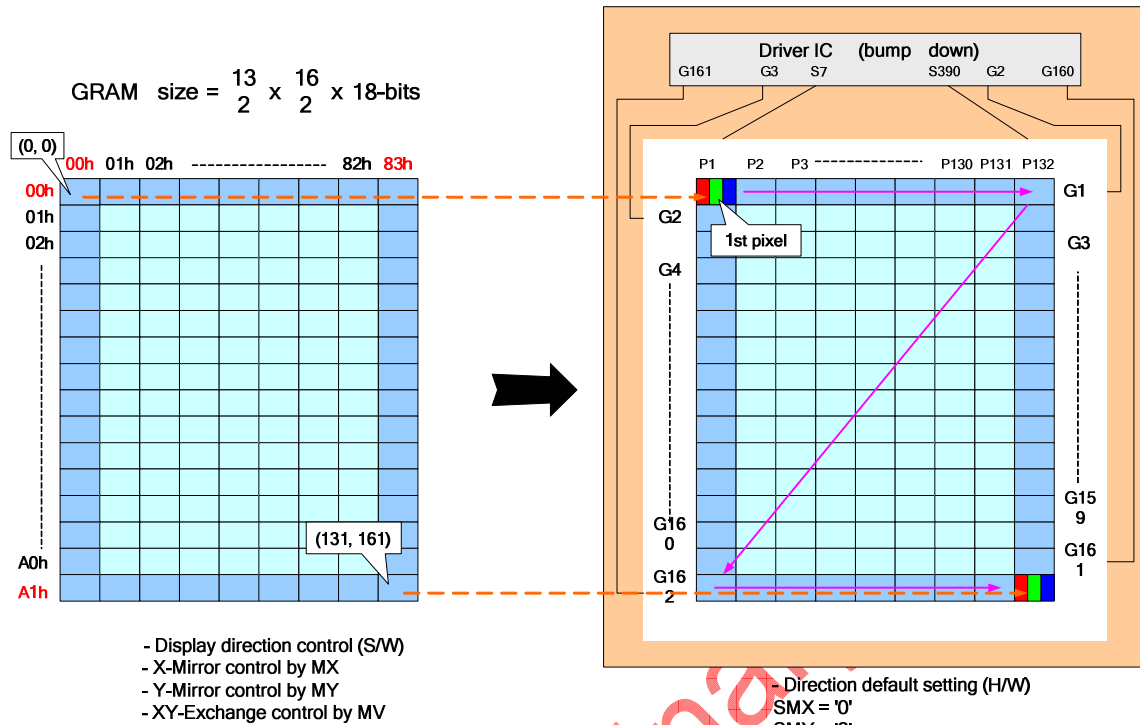 GRAM size = 13/2 x 16/2 x 18-bits
(0, 0)
00h 01h 02h 82h 83h
00h
01h
02h
A0h
A1h
(131, 161)
- Display direction control (S/W)
- X-Mirror control by MX
- Y-Mirror control by MY
- XY-Exchange control by MV
Driver IC (bump down)
G161 G3 S7 S390 G2 G160
P1 P2 P3 P130 P131 P132
G1
G2
1st pixel
G3
G4
G15
9
G16
0
G16
1
G16
2
- Direction default setting (H/W)
SMX = '0'